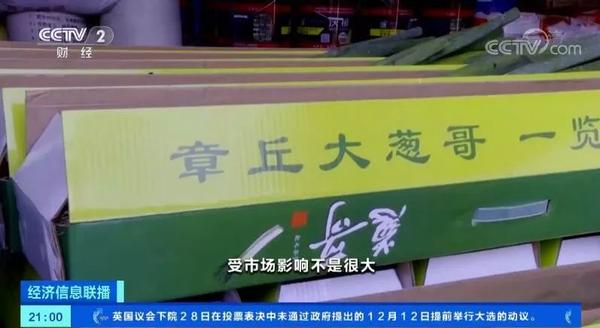 CCTV 2
财经
CCTV.com
章丘大葱哥 一览
葱哥
受市场影响不是很大
经济信息联播
21:00
英国议会下院28日在投票表决中未通过政府提出的12月12日提前举行大选的动议。